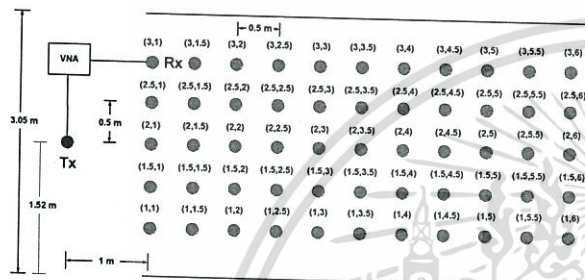 0.5 m
(3,1) (3,1.5) (3,2) (3,2.5) (3,3) (3,3.5) (3,4) (3,4.5) (3,5) (3,5.5) (3,6)
VNA
Rx
(2.5,1) (2.5,1.5) (2.5,2) (2.5,2.5) (2.5,3) (2.5,3.5) (2.5,4) (2.5,4.5) (2.5,5) (2.5,5.5) (2.5,6)
3.05 m
0.5 m
(2,1) (2,1.5) (2,2) (2,2.5) (2,3) (2,3.5) (2,4) (2,4.5) (2,5) (2,5.5) (2,6)
Tx
(1.5,1) (1.5,1.5) (1.5,2) (1.5,2.5) (1.5,3) (1.5,3.5) (1.5,4) (1.5,4.5) (1.5,5) (1.5,5.5) (1.5,6)
1.52 m
(1,1) (1,1.5) (1,2) (1,2.5) (1,3) (1,3.5) (1,4) (1,4.5) (1,5) (1,5.5) (1,6)
1 m